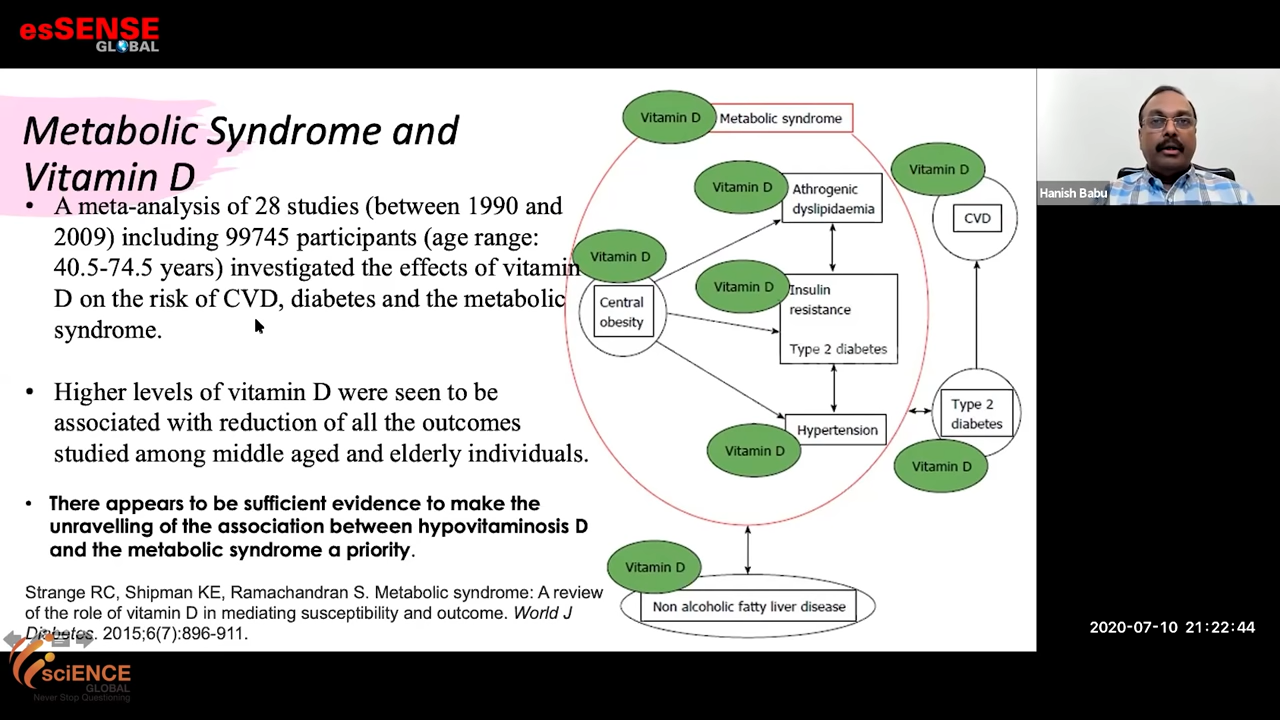 esSENSE
GLOBAL
Metabolic Syndrome and
Vitamin D
• A meta-analysis of 28 studies (between 1990 and
2009) including 99745 participants (age range:
40.5-74.5 years) investigated the effects of vitamin
D on the risk of CVD, diabetes and the metabolic
syndrome.
• Higher levels of vitamin D were seen to be
associated with reduction of all the outcomes
studied among middle aged and elderly individuals.
• There appears to be sufficient evidence to make the
unravelling of the association between hypovitaminosis D
and the metabolic syndrome a priority.
Strange RC, Shipman KE, Ramachandran S. Metabolic syndrome: A review
of the role of vitamin D in mediating susceptibility and outcome. World J
Diabetes. 2015;6(7):896-911.
Vitamin D
Metabolic syndrome
Vitamin D
Athrogenic
dyslipidaemia
Vitamin D
CVD
Vitamin D
Central
obesity
Vitamin D
Insulin
resistance
Type 2 diabetes
Vitamin D
Hypertension
Type 2
diabetes
Vitamin D
Vitamin D
Non alcoholic fatty liver disease
Hanish Babu
2020-07-10 21:22:44
sciENCE
GLOBAL
Never Stop Questioning